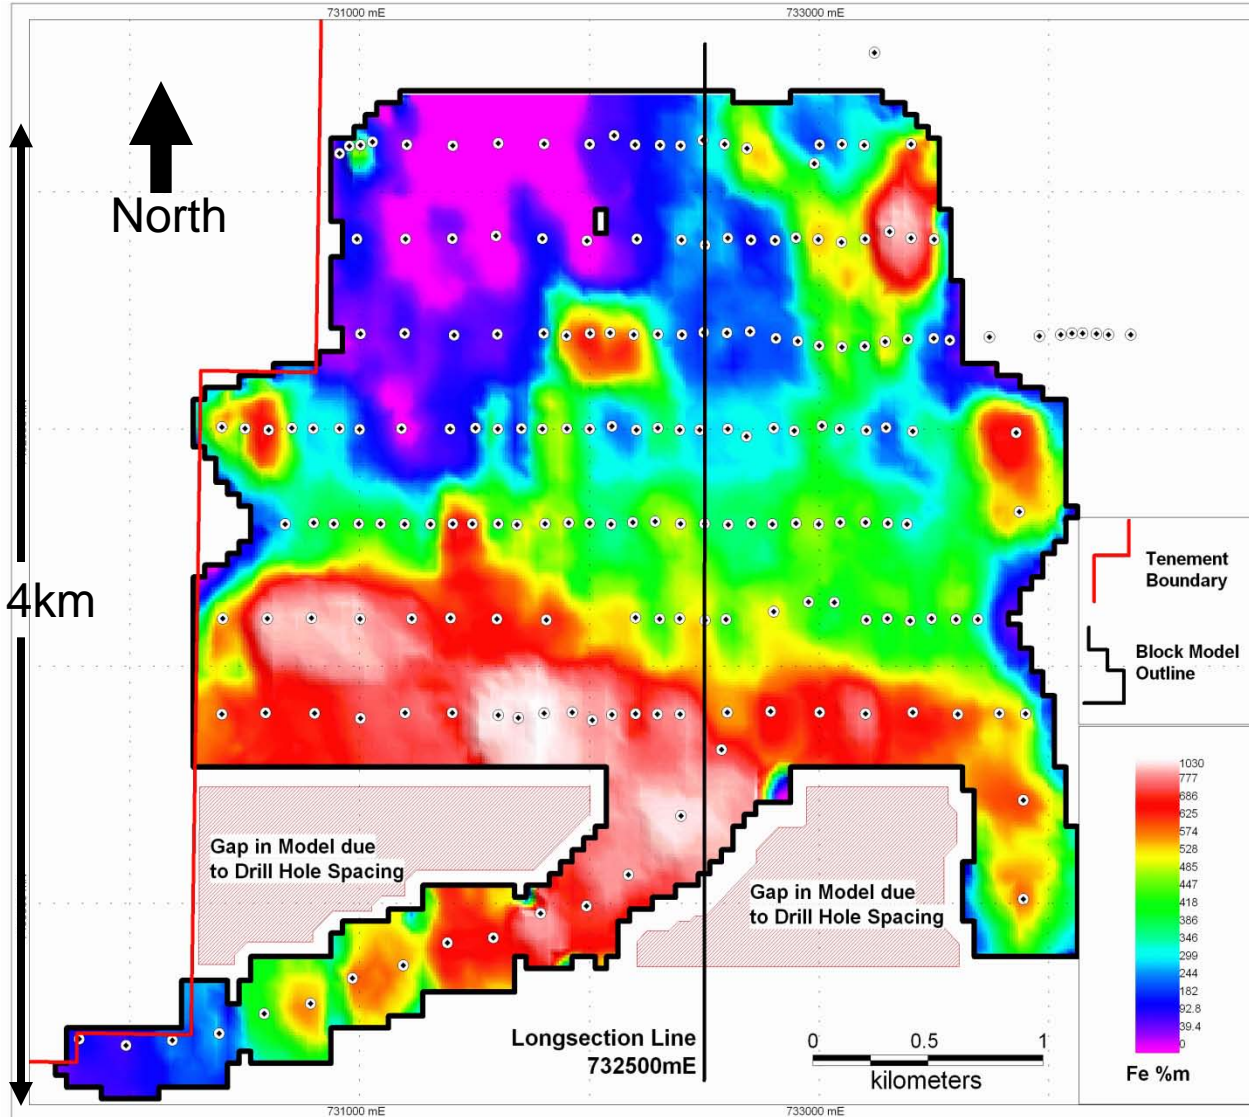 731000 mE
733000 mE
North
4km
Tenement
Boundary
Block Model
Outline
Gap in Model due
to Drill Hole Spacing
Gap in Model due
to Drill Hole Spacing
Longsection Line
732500mE
0 0.5 1
kilometers
1030
777
686
625
574
528
485
447
418
386
346
299
244
182
92.8
39.4
0
Fe %m
731000 mE
733000 mE